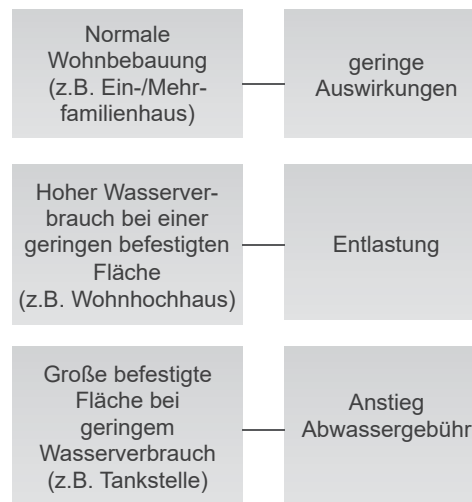 Normale
Wohnbebauung
(z.B. Ein-/Mehr-
familienhaus)
geringe
Auswirkungen
Hoher Wasserver-
brauch bei einer
geringen befestigten
Fläche
(z.B. Wohnhochhaus)
Entlastung
Große befestigte
Fläche bei
geringem
Wasserverbrauch
(z.B. Tankstelle)
Anstieg
Abwassergebühr